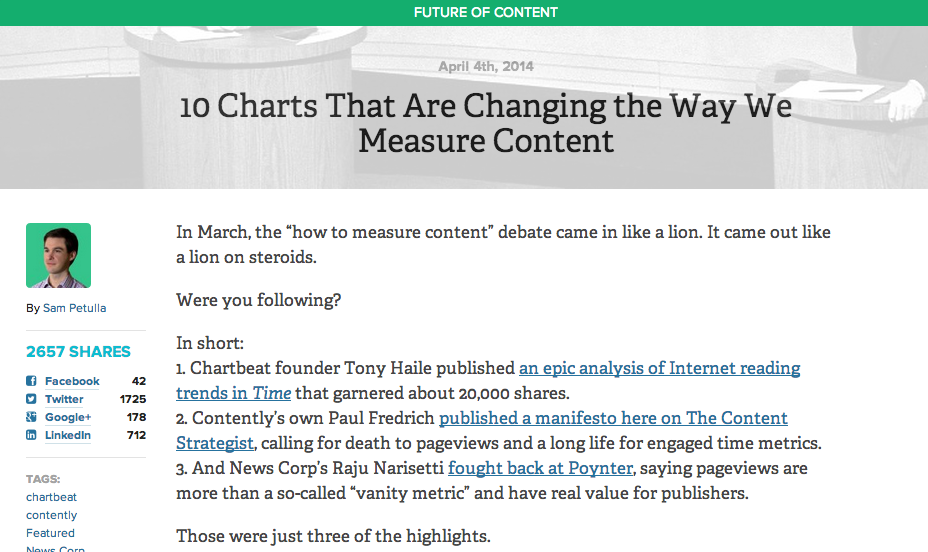 FUTURE OF CONTENT
April 4th, 2014
10 Charts That Are Changing the Way We
Measure Content
By Sam Petulla
2657 SHARES
Facebook 42
Twitter 1725
Google+ 178
LinkedIn 712
TAGS:
chartbeat
contently
Featured
News Corp
In March, the “how to measure content” debate came in like a lion. It came out like
a lion on steroids.
Were you following?
In short:
1. Chartbeat founder Tony Haile published an epic analysis of Internet reading
trends in Time that garnered about 20,000 shares.
2. Contently’s own Paul Fredrich published a manifesto here on The Content
Strategist, calling for death to pageviews and a long life for engaged time metrics.
3. And News Corp’s Raju Narisetti fought back at Poynter, saying pageviews are
more than a so-called “vanity metric” and have real value for publishers.
Those were just three of the highlights.